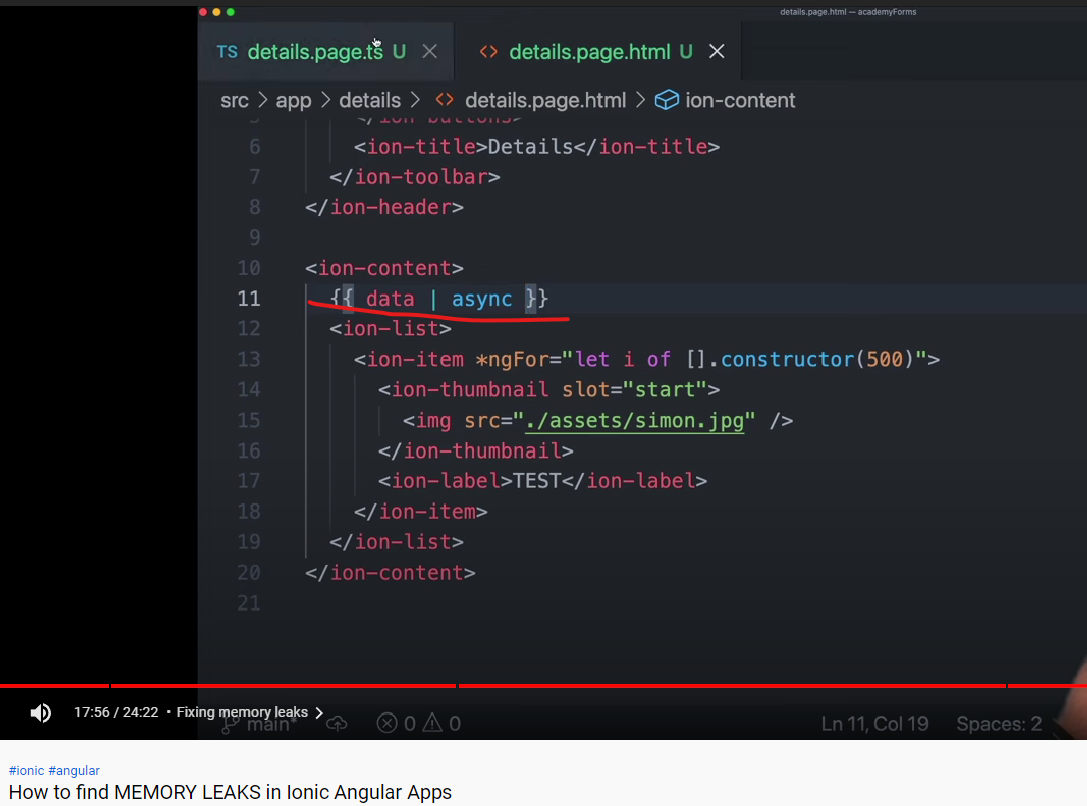 details.page.html — academyForms
TS details.page.ts U × <> details.page.html U ×
src > app > details > <> details.page.html > ion-content
5 </ion-buttons>
6 <ion-title>Details</ion-title>
7 </ion-toolbar>
8 </ion-header>
9
10 <ion-content>
11 {{ data | async }}
12 <ion-list>
13 <ion-item *ngFor="let i of [].constructor(500)">
14 <ion-thumbnail slot="start">
15 <img src="./assets/simon.jpg" />
16 </ion-thumbnail>
17 <ion-label>TEST</ion-label>
18 </ion-item>
19 </ion-list>
20 </ion-content>
21
17:56 / 24:22 • Fixing memory leaks >
main* 0 0 Ln 11, Col 19 Spaces: 2
#ionic #angular
How to find MEMORY LEAKS in Ionic Angular Apps